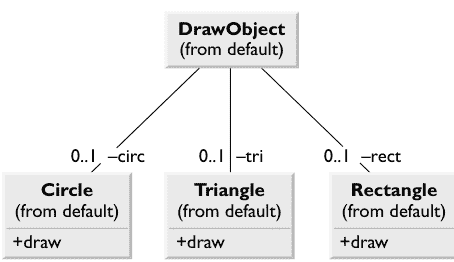 DrawObject
(from default)
0..1 –circ
0..1 –tri
0..1 –rect
Circle
(from default)
+draw
Triangle
(from default)
+draw
Rectangle
(from default)
+draw